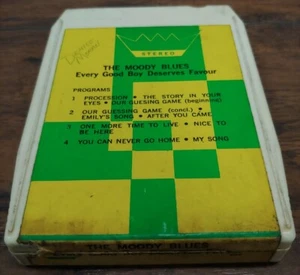 STEREO
THE MOODY BLUES
Every Good Boy Deserves Favour
PROGRAMS
1 PROCESSION • THE STORY IN YOUR
EYES • OUR GUESING GAME (beginning)
2 OUR GUESSING GAME (concl.) •
EMILY'S SONG • AFTER YOU CAME
3 ONE MORE TIME TO LIVE • NICE TO
BE HERE
4 YOU CAN NEVER GO HOME • MY SONG
THE MOODY BLUES